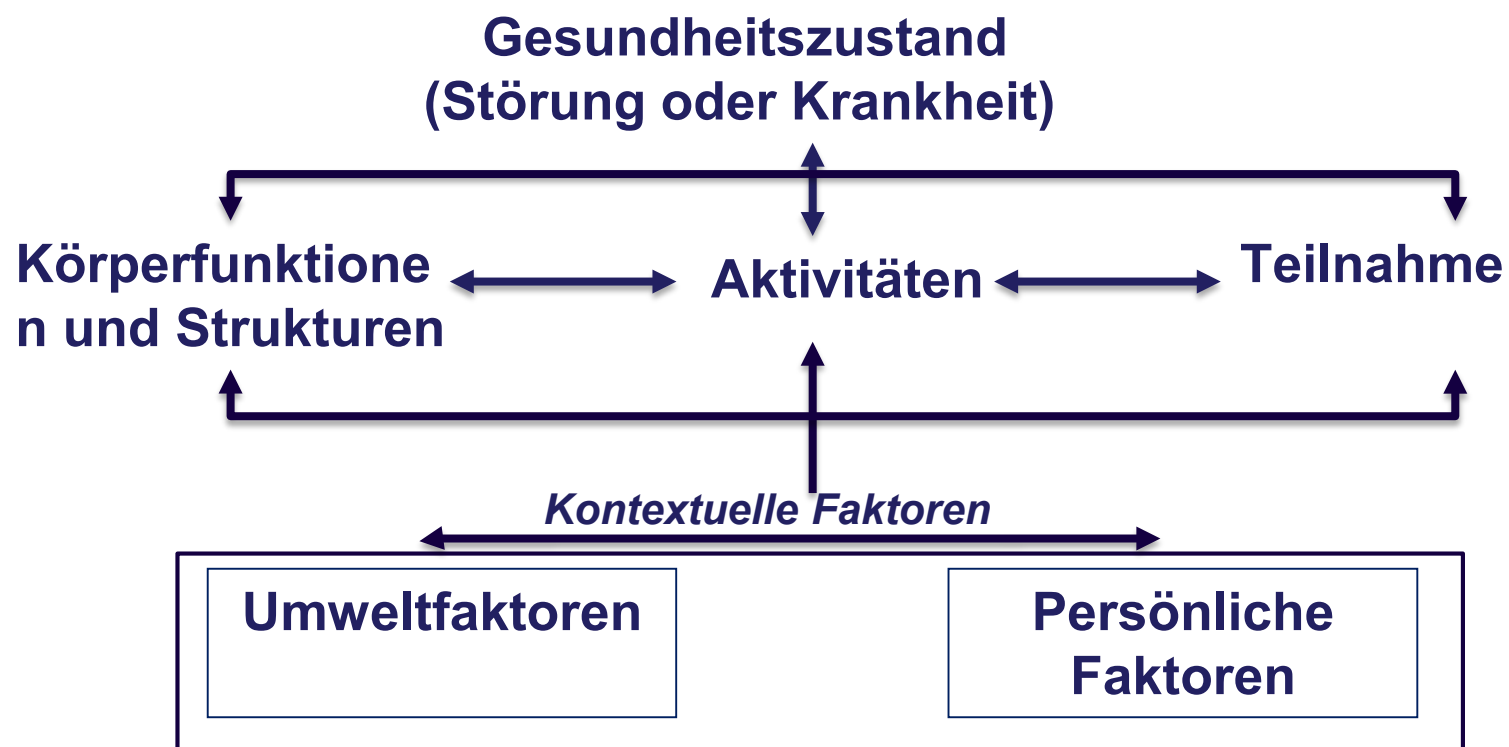 Gesundheitszustand
(Störung oder Krankheit)
Körperfunktione
n und Strukturen
Aktivitäten
Teilnahme
Kontextuelle Faktoren
Umweltfaktoren
Persönliche
Faktoren